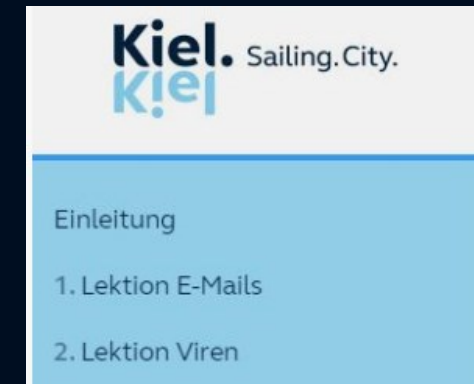 Kiel. Sailing.City.
Kiel
Einleitung
1. Lektion E-Mails
2. Lektion Viren